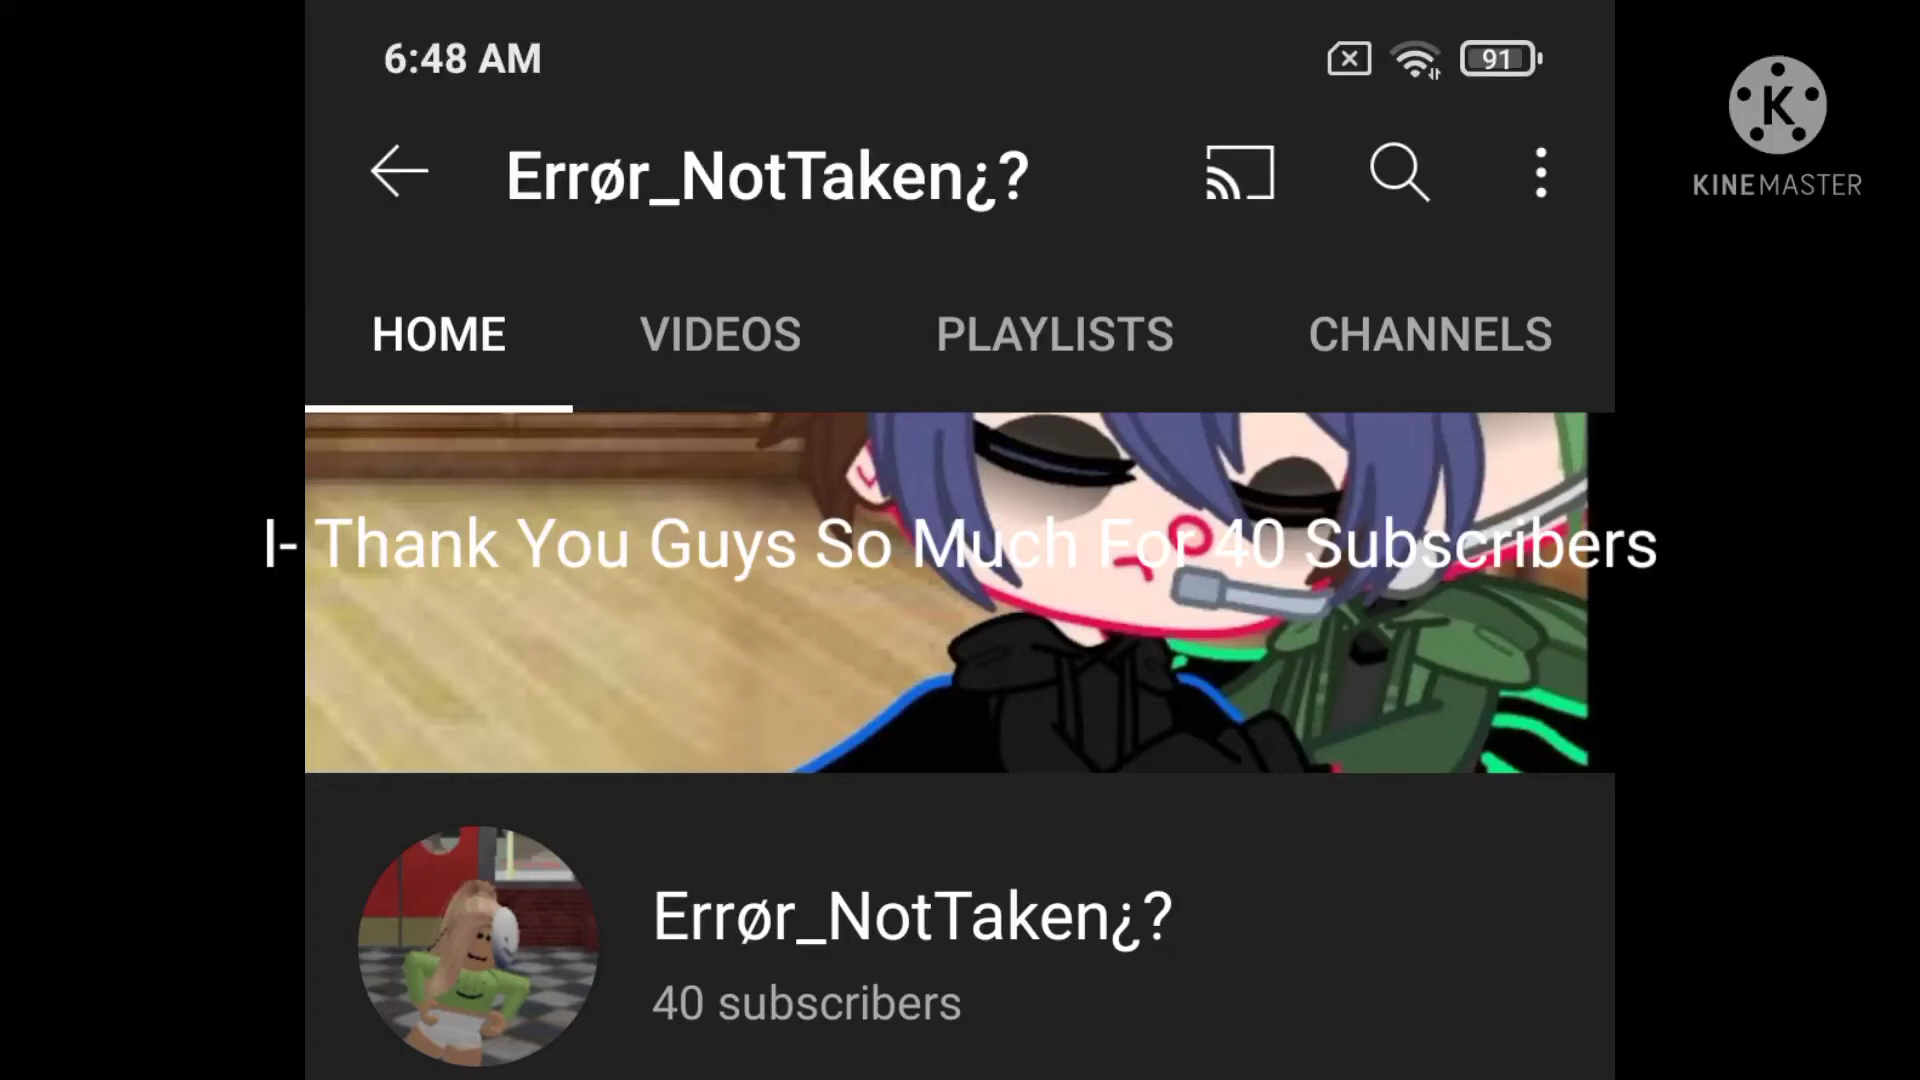 6:48 AM
91
Errør_NotTaken¿?
K
KINEMASTER
HOME VIDEOS PLAYLISTS CHANNELS
I- Thank You Guys So Much For 40 Subscribers
Errør_NotTaken¿?
40 subscribers